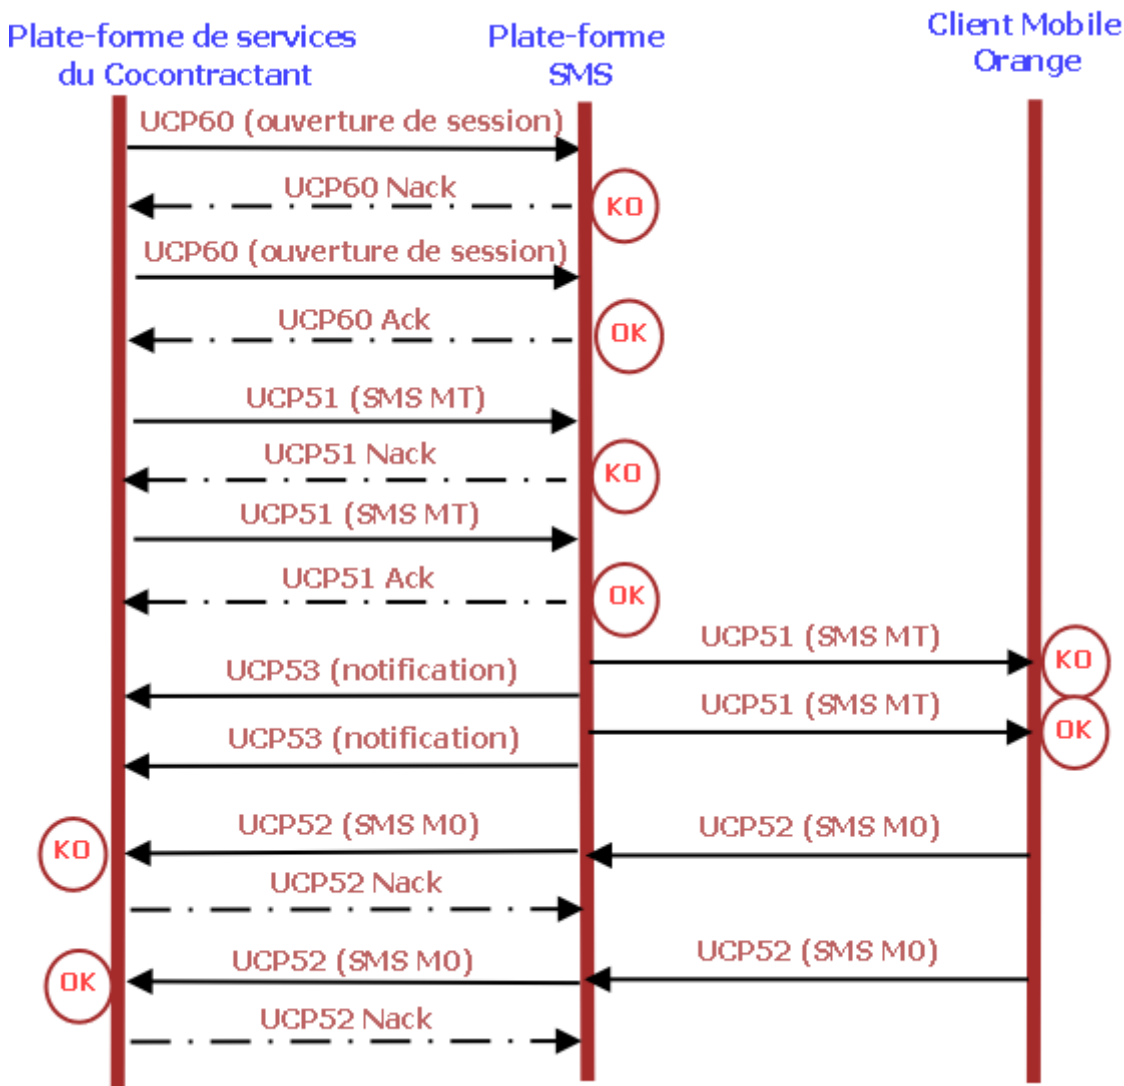 Plate-forme de services
du Cocontractant
Plate-forme
SMS
Client Mobile
Orange
UCP60 (ouverture de session)
UCP60 Nack
KO
UCP60 (ouverture de session)
UCP60 Ack
OK
UCP51 (SMS MT)
UCP51 Nack
KO
UCP51 (SMS MT)
UCP51 Ack
OK
UCP51 (SMS MT)
KO
UCP53 (notification)
UCP51 (SMS MT)
OK
UCP53 (notification)
KO
UCP52 (SMS MO)
UCP52 (SMS MO)
UCP52 Nack
OK
UCP52 (SMS MO)
UCP52 (SMS MO)
UCP52 Nack